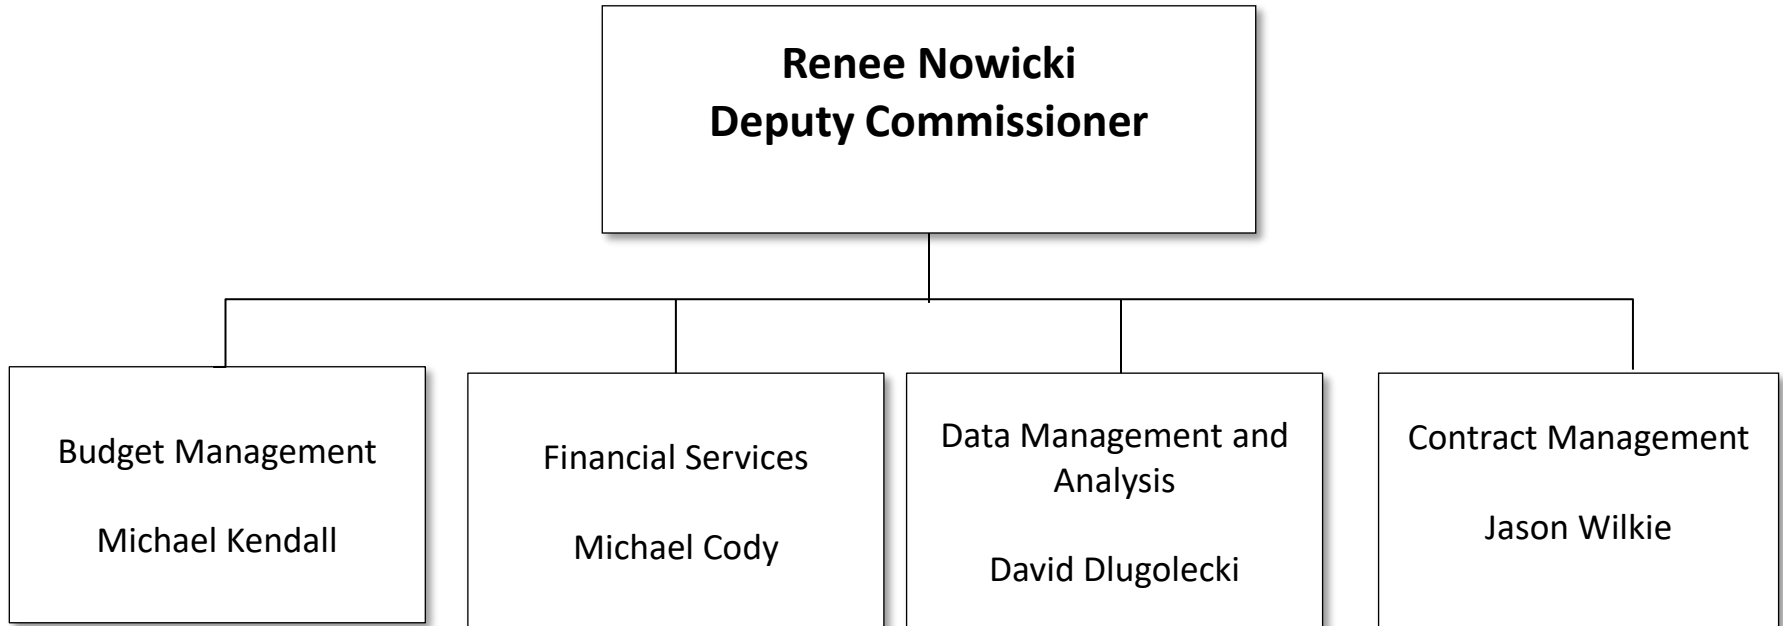 Renee Nowicki
Deputy Commissioner
Budget Management
Michael Kendall
Financial Services
Michael Cody
Data Management and
Analysis
David Dlugolecki
Contract Management
Jason Wilkie